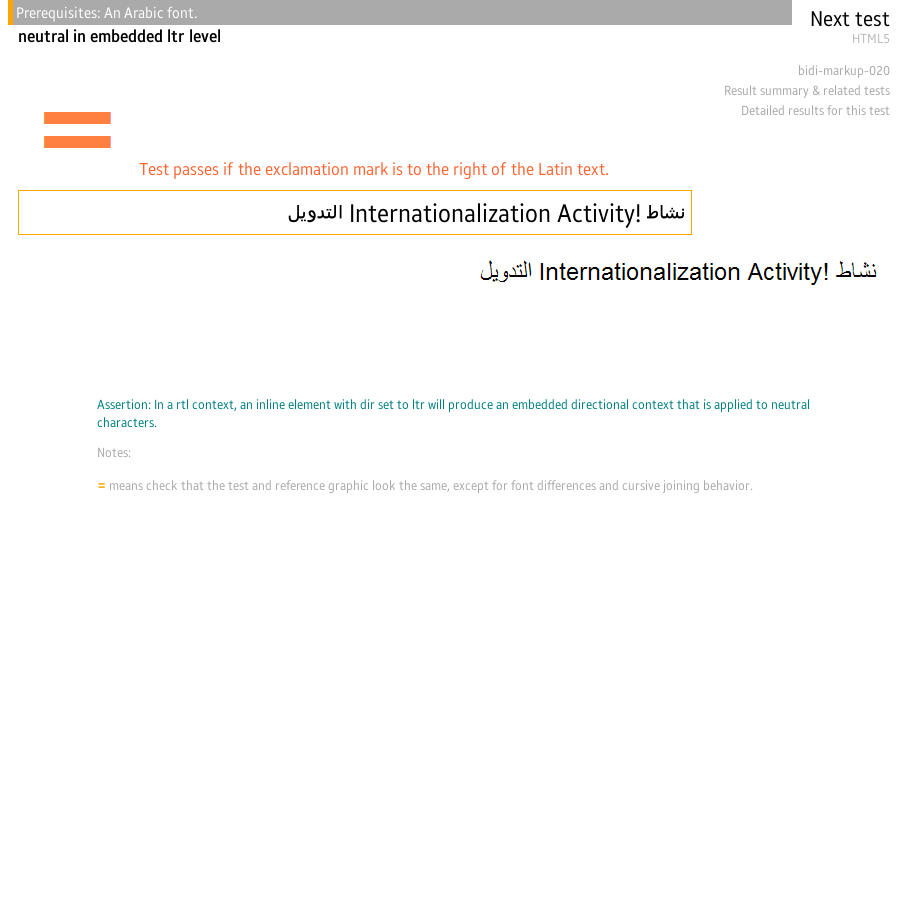 Prerequisites: An Arabic font.
Next test
neutral in embedded ltr level
HTML5
bidi-markup-020
Result summary & related tests
Detailed results for this test
Test passes if the exclamation mark is to the right of the Latin text.
نشاط Internationalization Activity! التدويل
نشاط Internationalization Activity! التدويل
Assertion: In a rtl context, an inline element with dir set to ltr will produce an embedded directional context that is applied to neutral
characters.
Notes:
= means check that the test and reference graphic look the same, except for font differences and cursive joining behavior.